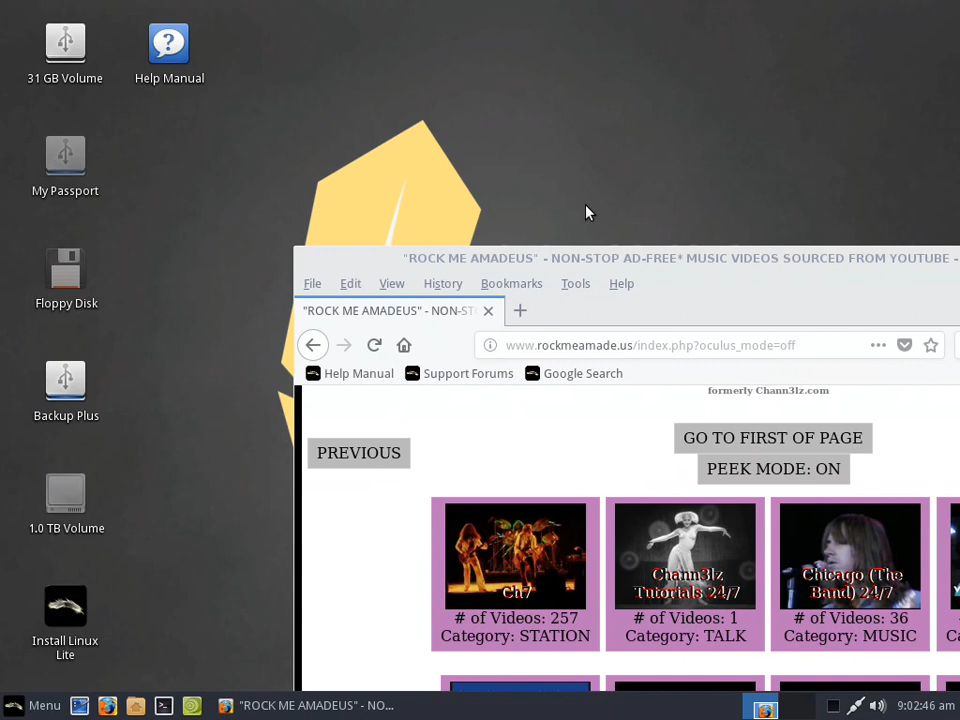 31 GB Volume
Help Manual
My Passport
Floppy Disk
Backup Plus
1.0 TB Volume
Install Linux
Lite
"ROCK ME AMADEUS" - NON-STOP AD-FREE* MUSIC VIDEOS SOURCED FROM YOUTUBE -
File Edit View History Bookmarks Tools Help
"ROCK ME AMADEUS" - NON-ST
www.rockmeamade.us/index.php?oculus_mode=off
Help Manual Support Forums Google Search
formerly Chann3lz.com
PREVIOUS
GO TO FIRST OF PAGE
PEEK MODE: ON
Ch7
# of Videos: 257
Category: STATION
Chann3lz
Tutorials 24/7
# of Videos: 1
Category: TALK
Chicago (The
Band) 24/7
# of Videos: 36
Category: MUSIC
Menu "ROCK ME AMADEUS" - NO... 9:02:46 am